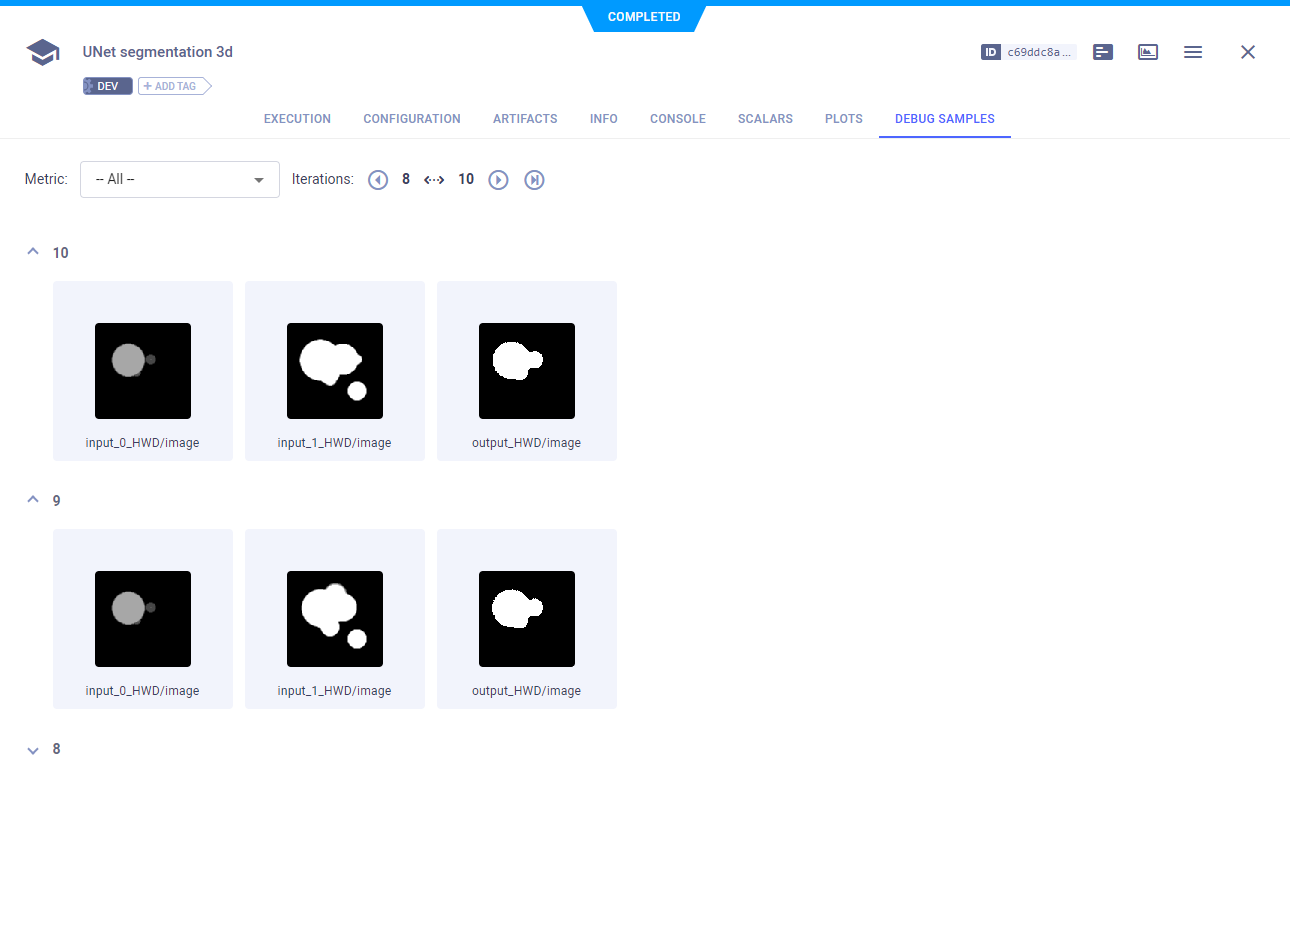 COMPLETED
UNet segmentation 3d
ID c69ddc8a ...
DEV
+ ADD TAG
EXECUTION CONFIGURATION ARTIFACTS INFO CONSOLE SCALARS PLOTS DEBUG SAMPLES
Metric: -- All -- Iterations: 8 10
10
input_0_HWD/image input_1_HWD/image output_HWD/image
9
input_0_HWD/image input_1_HWD/image output_HWD/image
8